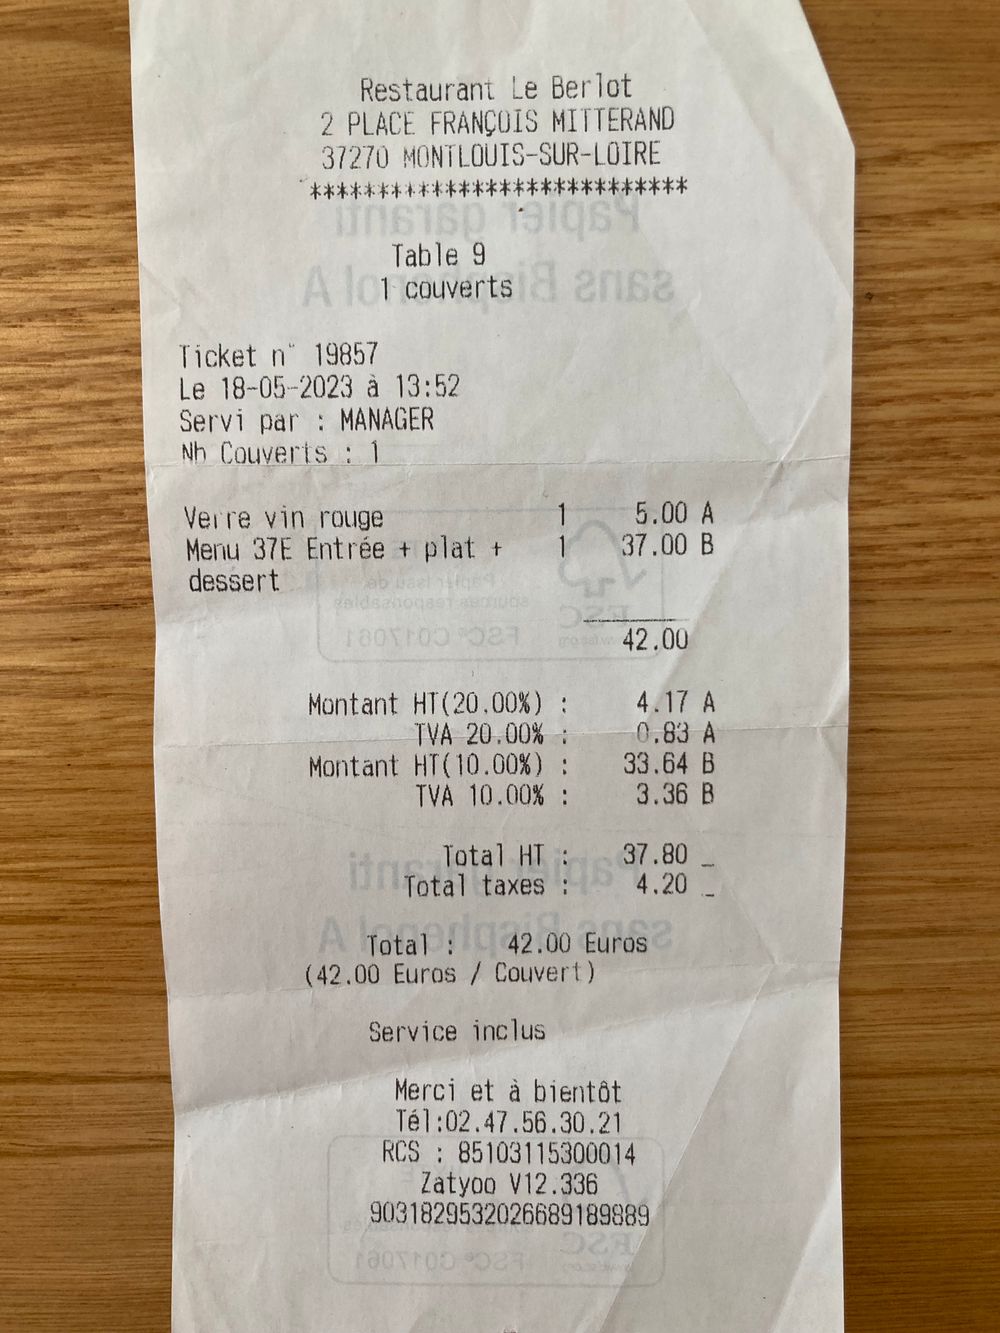 Restaurant Le Berlot
2 PLACE FRANÇOIS MITTERAND
37270 MONTLOUIS-SUR-LOIRE
****************************
Table 9
1 couverts
Ticket n° 19857
Le 18-05-2023 à 13:52
Servi par : MANAGER
Nb Couverts : 1
Verre vin rouge 1 5.00 A
Menu 37E Entrée + plat + 1 37.00 B
dessert
42.00
Montant HT(20.00%) : 4.17 A
TVA 20.00% : 0.83 A
Montant HT(10.00%) : 33.64 B
TVA 10.00% : 3.36 B
Total HT : 37.80 _
Total taxes : 4.20 _
Total : 42.00 Euros
(42.00 Euros / Couvert)
Service inclus
Merci et à bientôt
Tél:02.47.56.30.21
RCS : 85103115300014
Zatyoo V12.336
9031829532026689189889